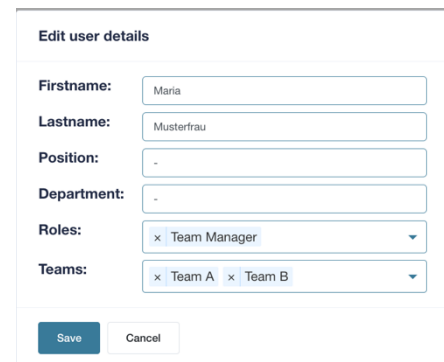 Edit user details
Firstname: Maria
Lastname: Musterfrau
Position: -
Department: -
Roles: × Team Manager
Teams: × Team A × Team B
Save Cancel